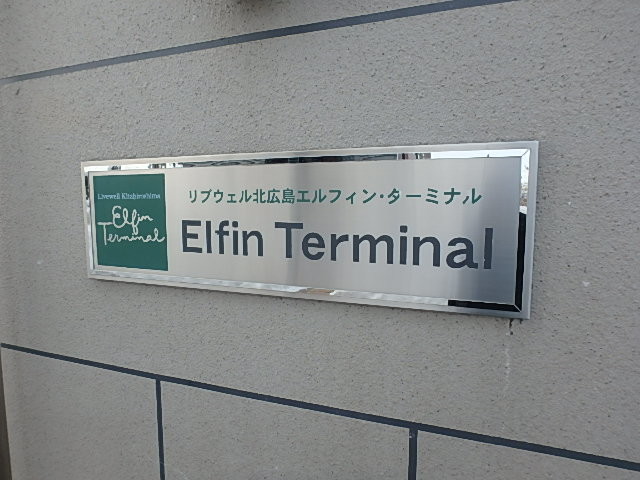 Livewell Kitahiroshima
Elfin
Terminal
リブウェル北広島エルフィン・ターミナル
Elfin Terminal